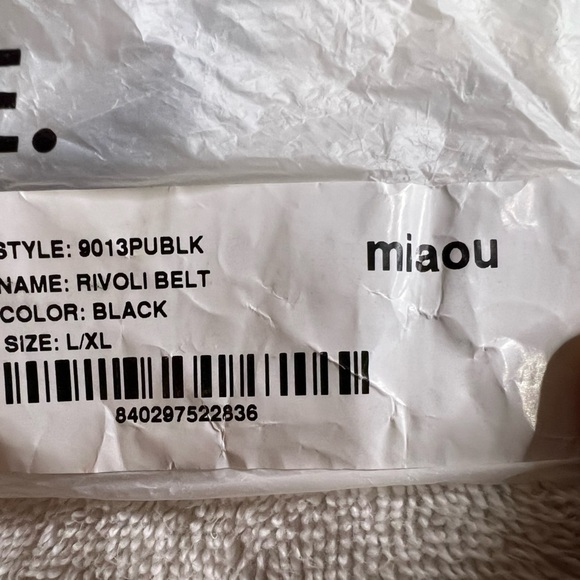 E.
STYLE: 9013PUBLK
miaou
NAME: RIVOLI BELT
COLOR: BLACK
SIZE: L/XL
840297522836